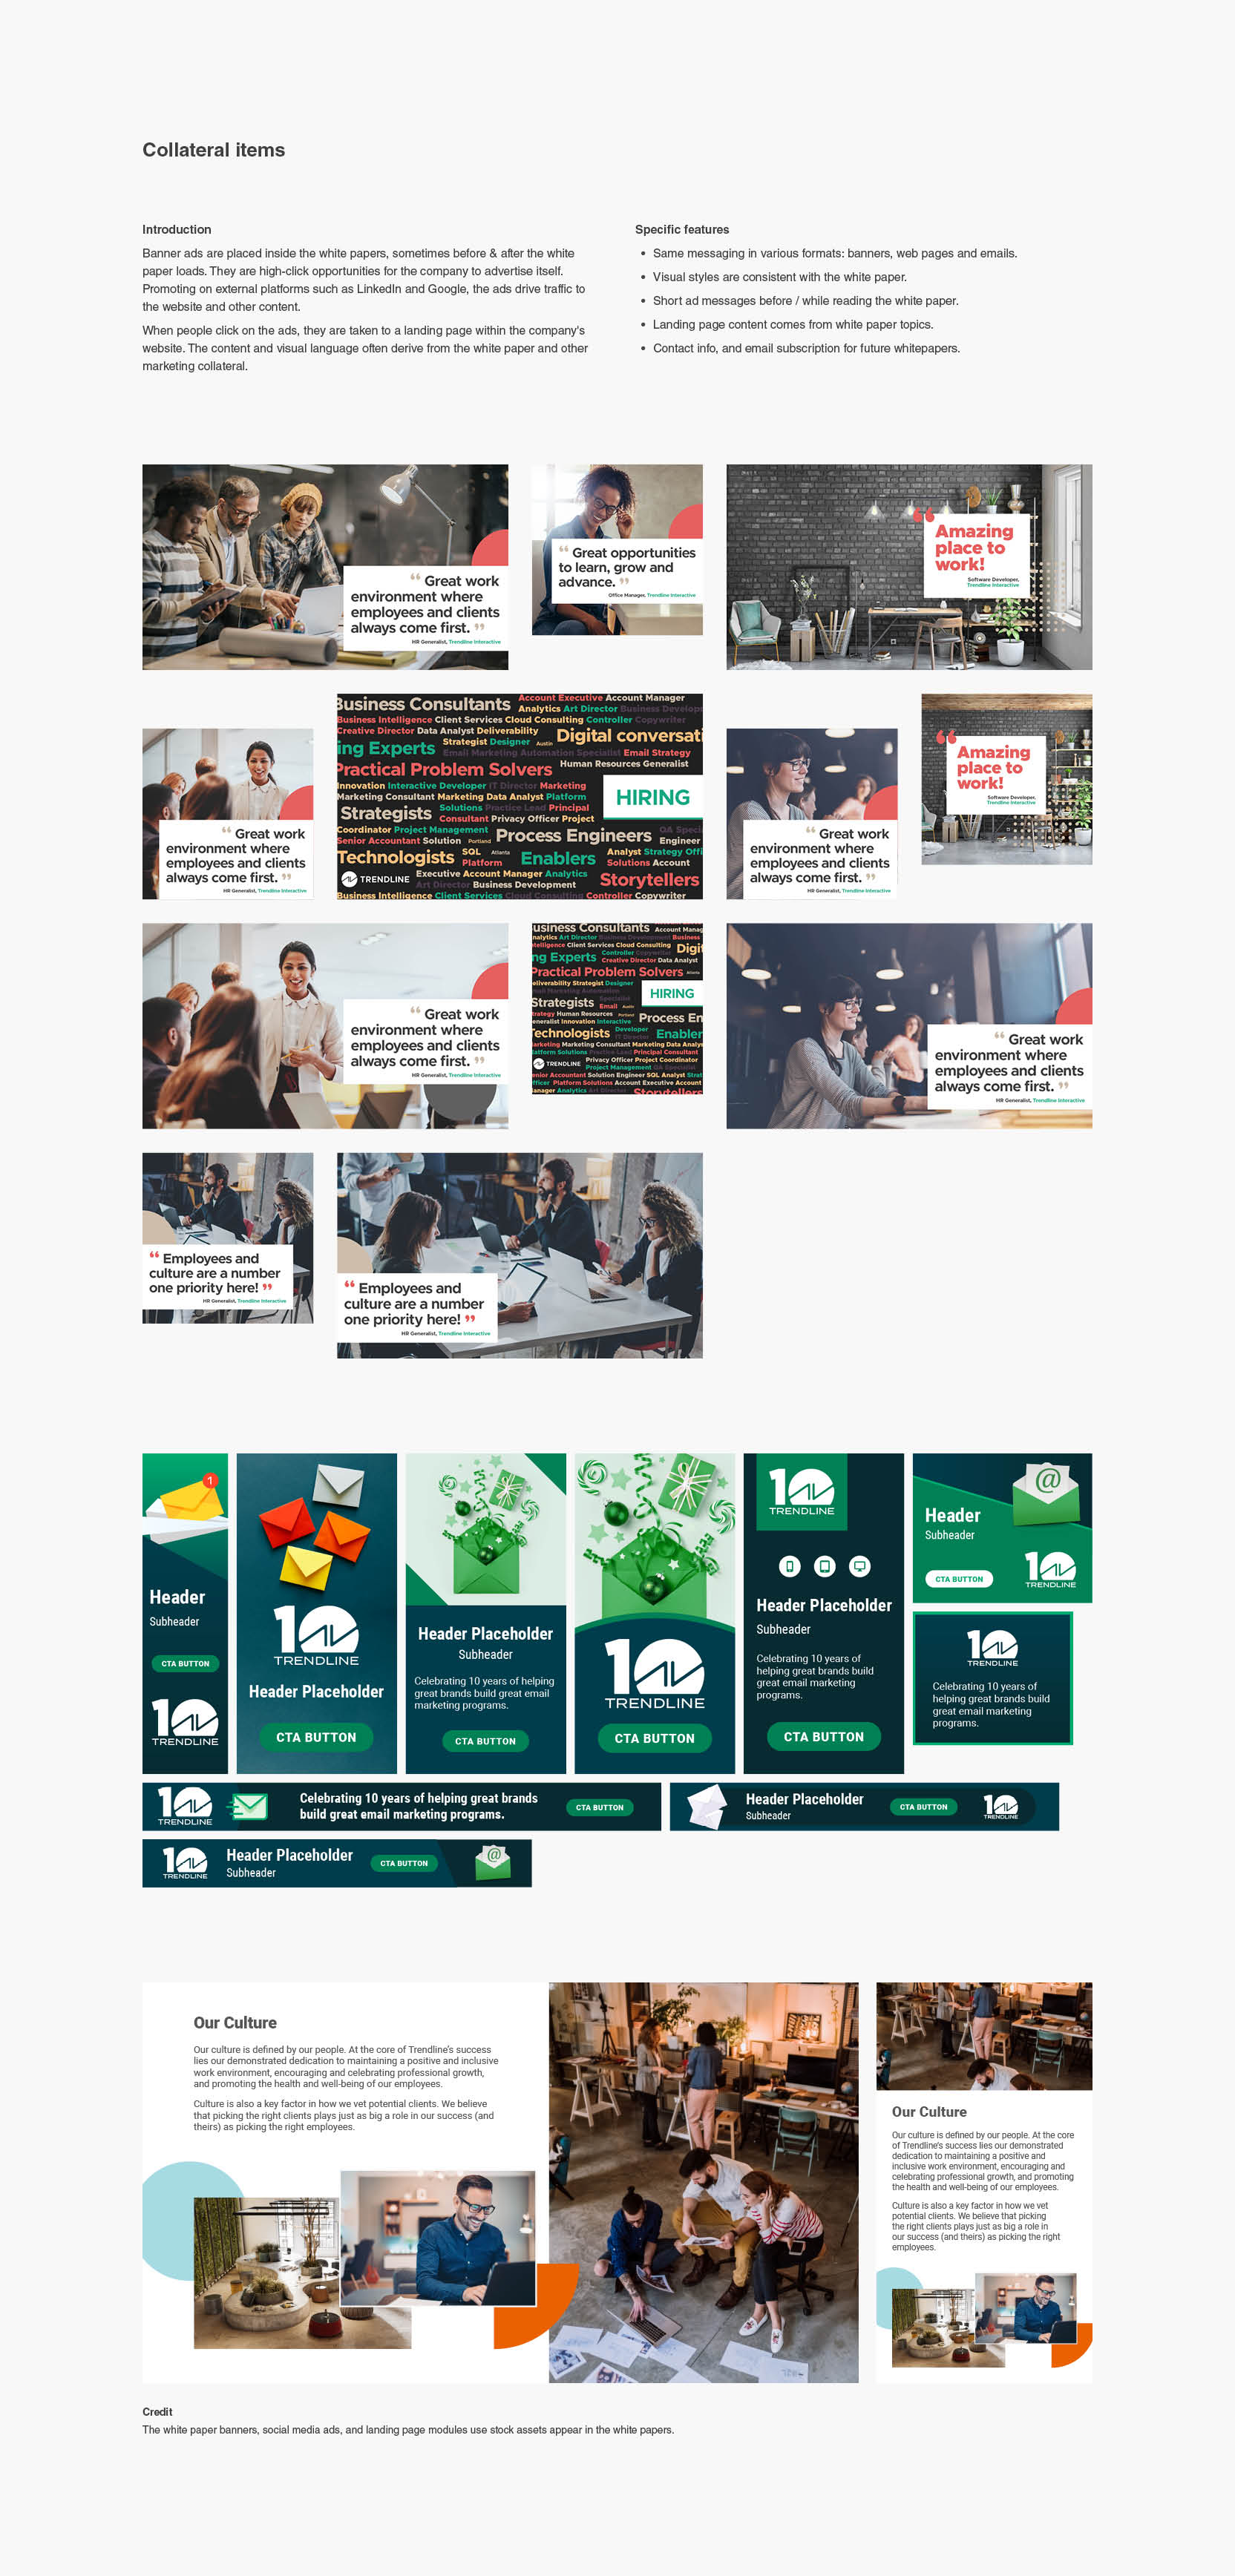 Collateral items
Introduction
Banner ads are placed inside the white papers, sometimes before & after the white
paper loads. They are high-click opportunities for the company to advertise itself.
Promoting on external platforms such as LinkedIn and Google, the ads drive traffic to
the website and other content.
When people click on the ads, they are taken to a landing page within the company's
website. The content and visual language often derive from the white paper and other
marketing collateral.
Specific features
• Same messaging in various formats: banners, web pages and emails.
• Visual styles are consistent with the white paper.
• Short ad messages before / while reading the white paper.
• Landing page content comes from white paper topics.
• Contact info, and email subscription for future whitepapers.
“ Great work
environment where
employees and clients
always come first. ”
HR Generalist, Trendline Interactive
“ Great opportunities
to learn, grow and
advance. ”
Office Manager, Trendline Interactive
“ Amazing
place to
work!
Software Developer,
Trendline Interactive
“ Great work
environment where
employees and clients
always come first. ”
HR Generalist, Trendline Interactive
Business Consultants Account Executive Account Manager
Analytics Art Director Business
Business Intelligence Client Services Cloud Consulting Controller Copywriter
Creative Director Data Analyst Deliverability
ing Experts Strategist Designer Austin Digital conversati
Email Marketing Automation Specialist Email Strategy
Practical Problem Solvers Human Resources Generalist
Innovation Interactive Developer IT Director Marketing
Marketing Consultant Marketing Data Analyst Platform
HIRING
Strategists Solutions Practice Lead Principal
Consultant Privacy Officer Project
Coordinator Project Management Process Engineers QA Engineer
Senior Accountant Solution Portland
Technologists SQL Atlanta Enablers Analyst Strategy Offi
Platform Solutions Account
TRENDLINE Executive Account Manager Analytics Storytellers
Art Director Business Development
Business Intelligence Client Services Cloud Consulting Controller Copywriter
“ Great work
environment where
employees and clients
always come first. ”
HR Generalist, Trendline Interactive
“ Amazing
place to
work!
Software Developer,
Trendline Interactive
“ Great work
environment where
employees and clients
always come first. ”
HR Generalist, Trendline Interactive
usiness Consultants Account Manag
nalytics Art Director Business Development Business
telligence Client Services Cloud Consulting Digit
Controller Copywriter
ng Experts Creative Director Data Analyst
Practical Problem Solvers Atlanta
eliverability Strategist Designer
HIRING
Strategists Specialist Email Austin
trategy Human Resources Portland Process En
eneralist Innovation Interactive
Technologists Developer IT Director Enabler
arketing Marketing Consultant Marketing Data Analys
latform Solutions Practice Lead Principal Consultant
TRENDLINE Privacy Officer Project Coordinator
Project Management QA Specialist
enior Accountant Solution Engineer SQL Analyst Strat
fficer Platform Solutions Account Executive Account
anager Analytics Art Director Storytellers
“ Great work
environment where
employees and clients
always come first. ”
HR Generalist, Trendline Interactive
“ Employees and
culture are a number
one priority here! ”
HR Generalist, Trendline Interactive
“ Employees and
culture are a number
one priority here! ”
HR Generalist, Trendline Interactive
1
Header
Subheader
CTA BUTTON
10
TRENDLINE
10
TRENDLINE
Header Placeholder
CTA BUTTON
Header Placeholder
Subheader
Celebrating 10 years of helping
great brands build great email
marketing programs.
CTA BUTTON
10
TRENDLINE
CTA BUTTON
10
TRENDLINE
Header Placeholder
Subheader
Celebrating 10 years of
helping great brands build
great email marketing
programs.
CTA BUTTON
@
Header
Subheader
CTA BUTTON
10
TRENDLINE
10
TRENDLINE
Celebrating 10 years of
helping great brands build
great email marketing
programs.
10
TRENDLINE
Celebrating 10 years of helping great brands
build great email marketing programs.
CTA BUTTON
Header Placeholder
Subheader
CTA BUTTON
10
TRENDLINE
10
TRENDLINE
Header Placeholder
Subheader
CTA BUTTON
@
Our Culture
Our culture is defined by our people. At the core of Trendline's success
lies our demonstrated dedication to maintaining a positive and inclusive
work environment, encouraging and celebrating professional growth,
and promoting the health and well-being of our employees.
Culture is also a key factor in how we vet potential clients. We believe
that picking the right clients plays just as big a role in our success (and
theirs) as picking the right employees.
Our Culture
Our culture is defined by our people. At the core
of Trendline's success lies our demonstrated
dedication to maintaining a positive and
inclusive work environment, encouraging and
celebrating professional growth, and promoting
the health and well-being of our employees.
Culture is also a key factor in how we vet
potential clients. We believe that picking
the right clients plays just as big a role in
our success (and theirs) as picking the right
employees.
Credit
The white paper banners, social media ads, and landing page modules use stock assets appear in the white papers.